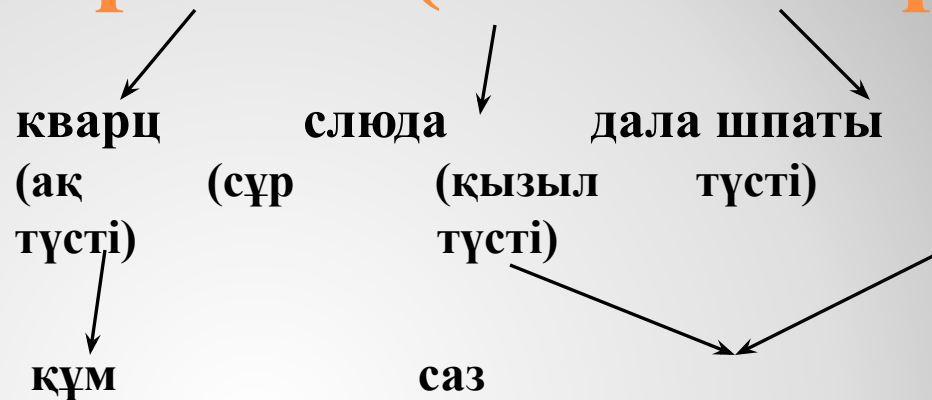 кварц слюда дала шпаты
(ақ (сұр (қызыл түсті)
түсті) түсті)
құм саз